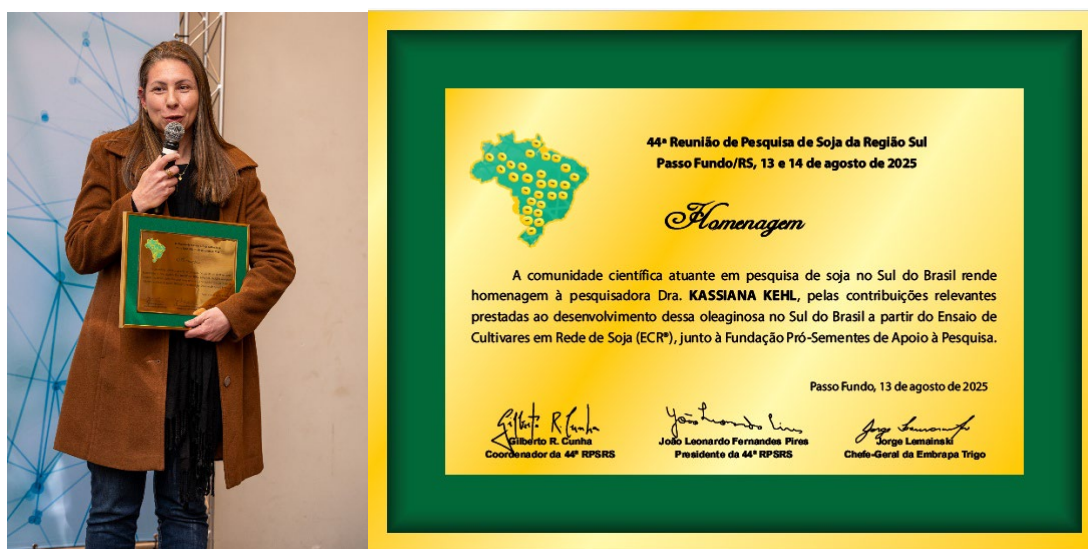 44ª Reunião de Pesquisa de Soja da Região Sul
Passo Fundo/RS, 13 e 14 de agosto de 2025
Homenagem
A comunidade científica atuante em pesquisa de soja no Sul do Brasil rende
homenagem à pesquisadora Dra. KASSIANA KEHL, pelas contribuições relevantes
prestadas ao desenvolvimento dessa oleaginosa no Sul do Brasil a partir do Ensaio de
Cultivares em Rede de Soja (ECR®), junto à Fundação Pró-Sementes de Apoio à Pesquisa.
Passo Fundo, 13 de agosto de 2025
Gilberto R. Cunha
Coordenador da 44ª RPSRS
João Leonardo Fernandes Pires
Presidente da 44ª RPSRS
Jorge Lemainski
Chefe-Geral da Embrapa Trigo